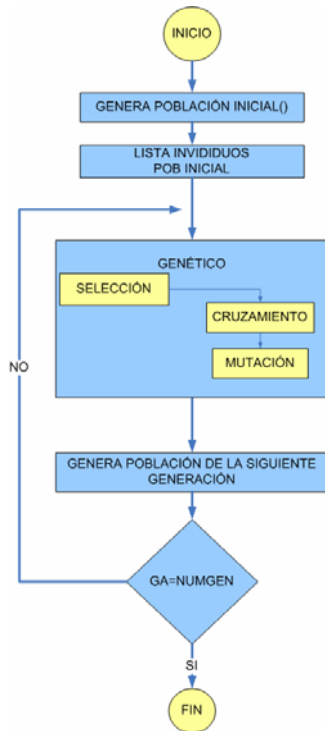 INICIO
GENERA POBLACIÓN INICIAL()
LISTA INVIDIDUOS
POB INICIAL
GENÉTICO
SELECCIÓN
CRUZAMIENTO
MUTACIÓN
NO
GENERA POBLACIÓN DE LA SIGUIENTE
GENERACIÓN
GA=NUMGEN
SI
FIN